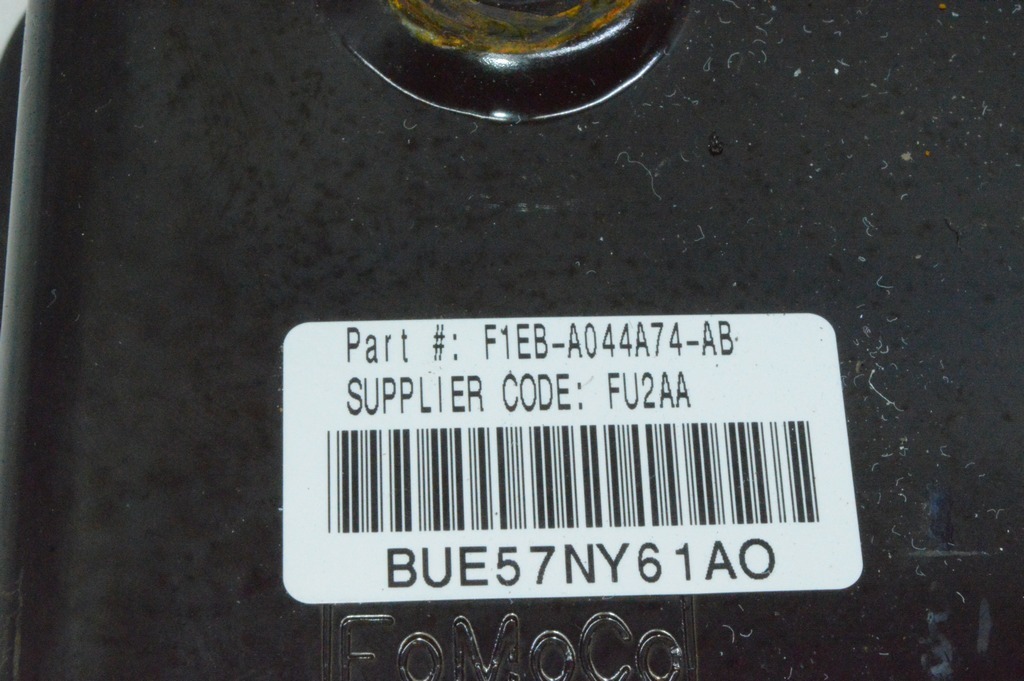 Part #: F1EB-A044A74-AB
SUPPLIER CODE: FU2AA
BUE57NY61AO
FoMoCo